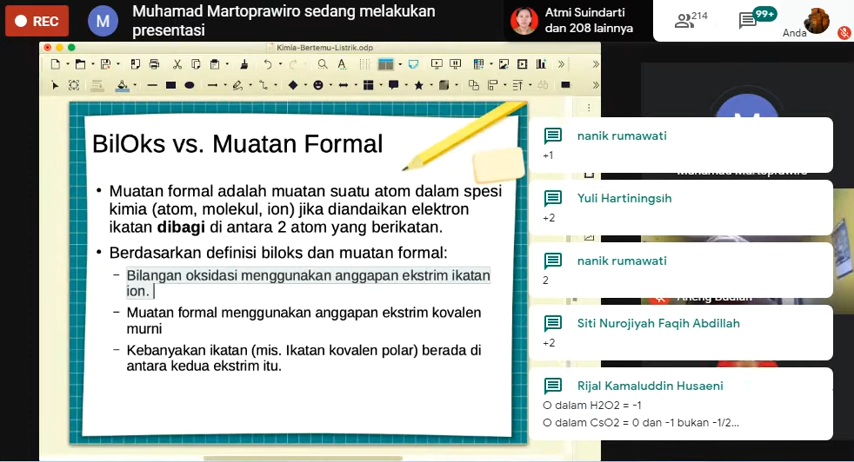 REC
M
Muhamad Martoprawiro sedang melakukan
presentasi
Atmi Suindarti
dan 208 lainnya
214
99+
Anda
Kimia-Bertemu-Listrik.odp
BilOks vs. Muatan Formal
• Muatan formal adalah muatan suatu atom dalam spesi
kimia (atom, molekul, ion) jika diandaikan elektron
ikatan dibagi di antara 2 atom yang berikatan.
• Berdasarkan definisi biloks dan muatan formal:
− Bilangan oksidasi menggunakan anggapan ekstrim ikatan
ion.
− Muatan formal menggunakan anggapan ekstrim kovalen
murni
− Kebanyakan ikatan (mis. Ikatan kovalen polar) berada di
antara kedua ekstrim itu.
nanik rumawati
+1
Yuli Hartiningsih
+2
nanik rumawati
2
Siti Nurojiyah Faqih Abdillah
+2
Rijal Kamaluddin Husaeni
O dalam H2O2 = -1
O dalam CsO2 = 0 dan -1 bukan -1/2...